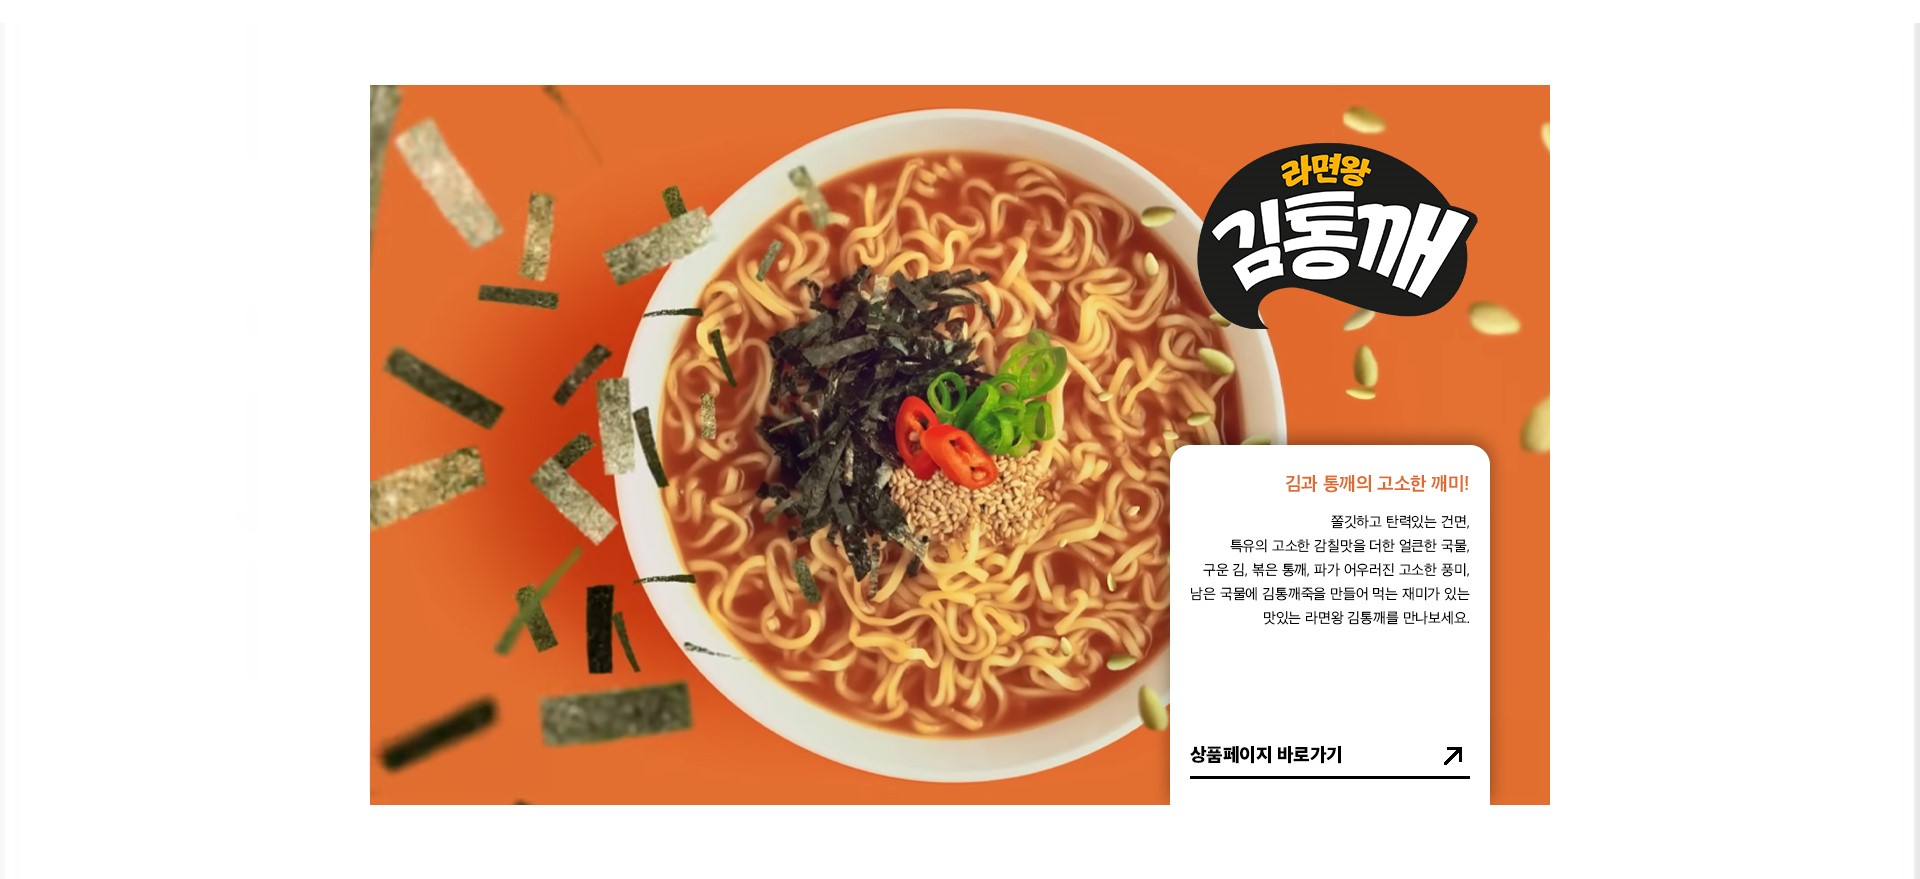 라면왕
김통깨
김과 통깨의 고소한 깨미!
쫄깃하고 탄력있는 건면,
특유의 고소한 감칠맛을 더한 얼큰한 국물,
구운 김, 볶은 통깨, 파가 어우러진 고소한 풍미,
남은 국물에 김통깨죽을 만들어 먹는 재미가 있는
맛있는 라면왕 김통깨를 만나보세요.
상품페이지 바로가기